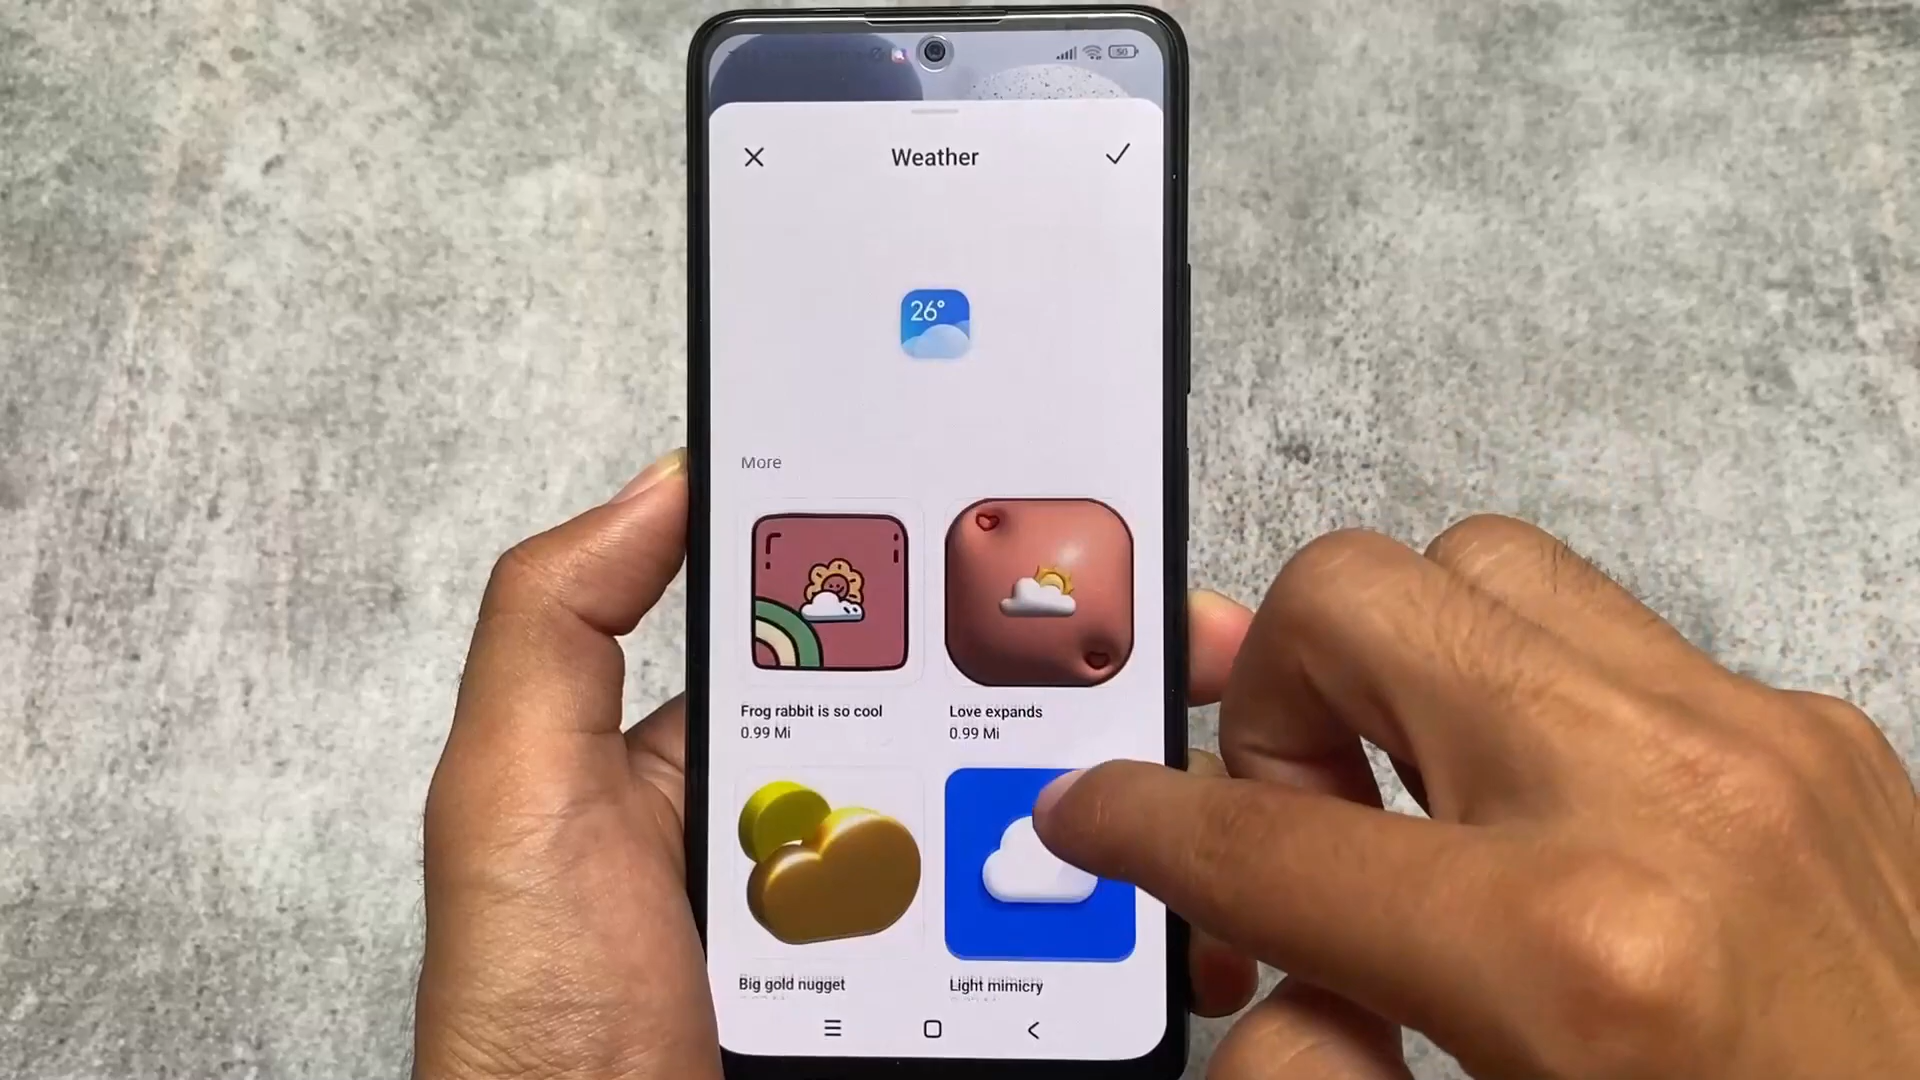 50
Weather
26°
More
Frog rabbit is so cool
0.99 Mi
Love expands
0.99 Mi
Big gold nugget
Light mimicry